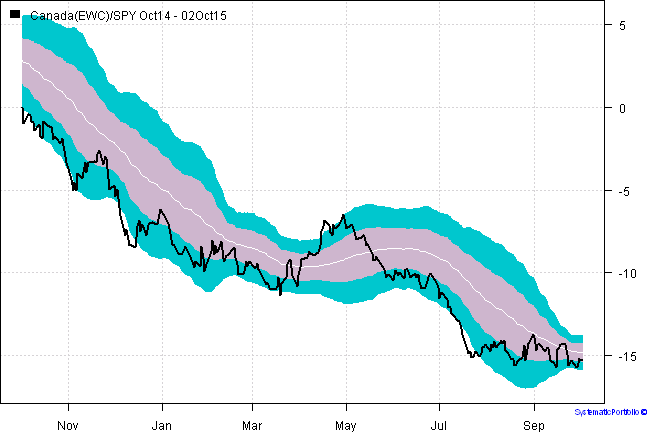 Canada(EWC)/SPY Oct14 - 02Oct15
5
0
-5
-10
-15
Nov Jan Mar May Jul Sep
SystematicPortfolio ©